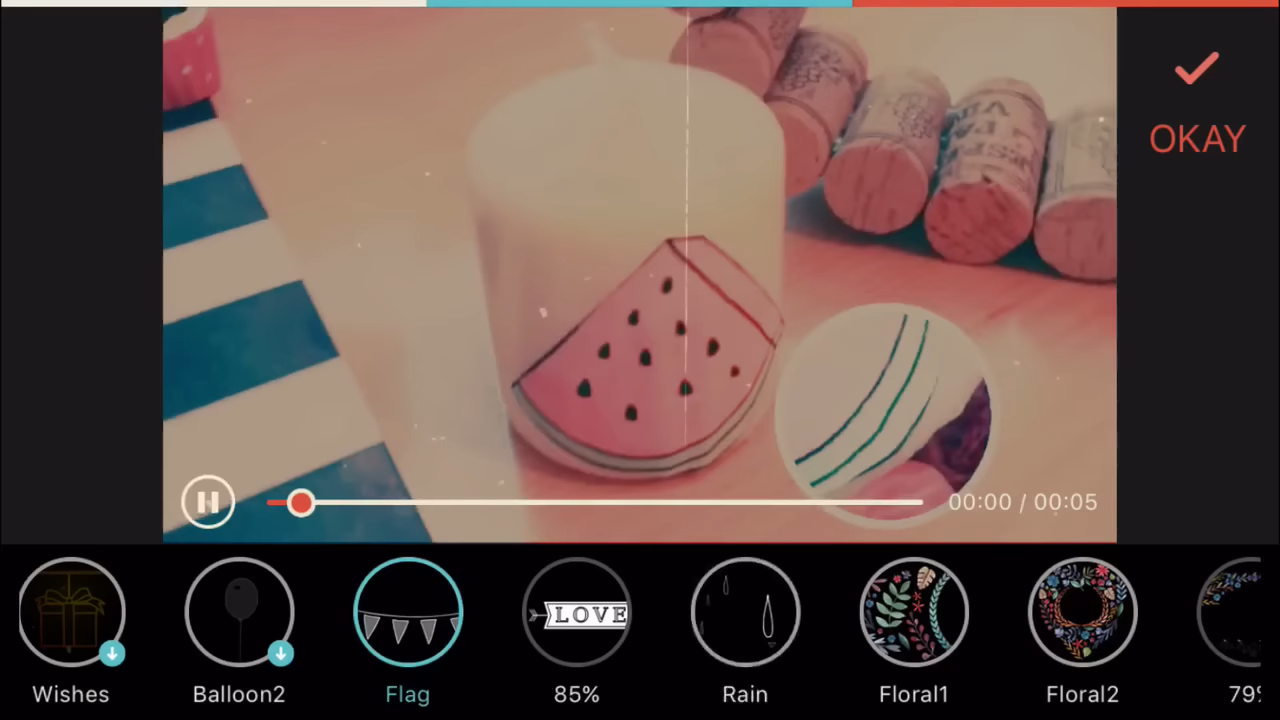 OKAY
00:00 / 00:05
LOVE
Wishes
Balloon2
Flag
85%
Rain
Floral1
Floral2